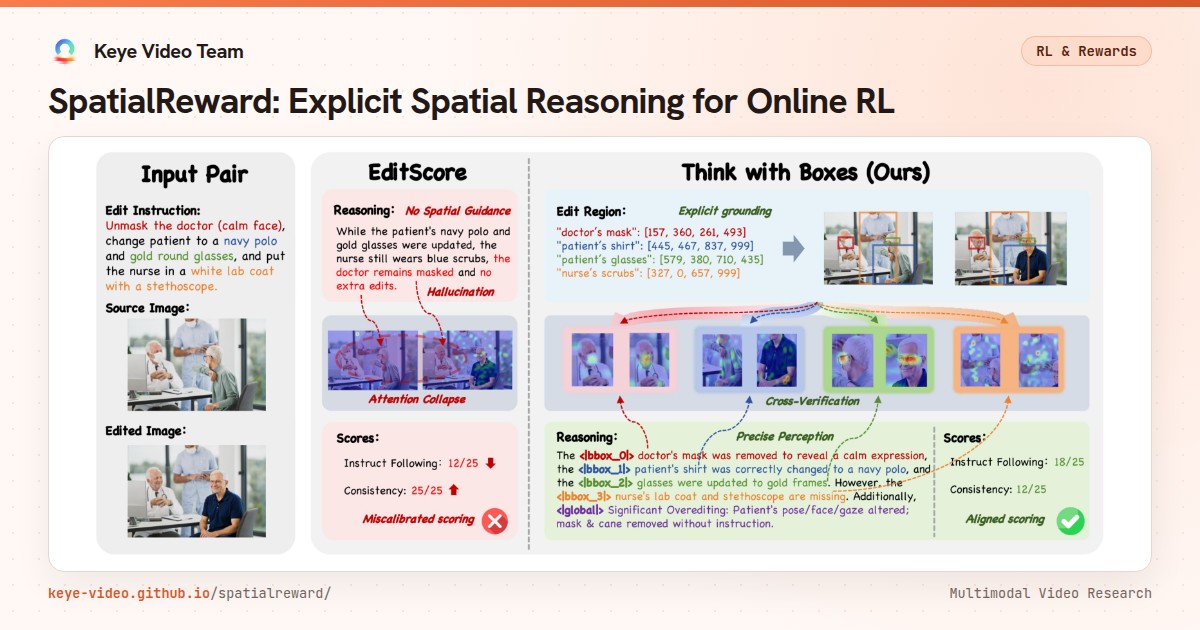 Keye Video Team
RL & Rewards
SpatialReward: Explicit Spatial Reasoning for Online RL
Input Pair
Edit Instruction:
Unmask the doctor (calm face),
change patient to a navy polo
and gold round glasses, and put
the nurse in a white lab coat
with a stethoscope.
Source Image:
Edited Image:
EditScore
Reasoning: No Spatial Guidance
While the patient's navy polo and
gold glasses were updated, the
nurse still wears blue scrubs, the
doctor remains masked and no
extra edits.
Hallucination
Attention Collapse
Scores:
Instruct Following: 12/25
Consistency: 25/25
Miscalibrated scoring
Think with Boxes (Ours)
Edit Region: Explicit grounding
"doctor's mask": [157, 360, 261, 493]
"patient's shirt": [445, 467, 837, 999]
"patient's glasses": [579, 380, 710, 435]
"nurse's scrubs": [327, 0, 657, 999]
Cross-Verification
Reasoning: Precise Perception
The <|bbox_0|> doctor's mask was removed to reveal a calm expression,
the <|bbox_1|> patient's shirt was correctly changed to a navy polo, and
the <|bbox_2|> glasses were updated to gold frames. However, the
<|bbox_3|> nurse's lab coat and stethoscope are missing. Additionally,
<|global|> Significant Overediting: Patient's pose/face/gaze altered;
mask & cane removed without instruction.
Scores:
Instruct Following: 18/25
Consistency: 12/25
Aligned scoring
keye-video.github.io/spatialreward/
Multimodal Video Research